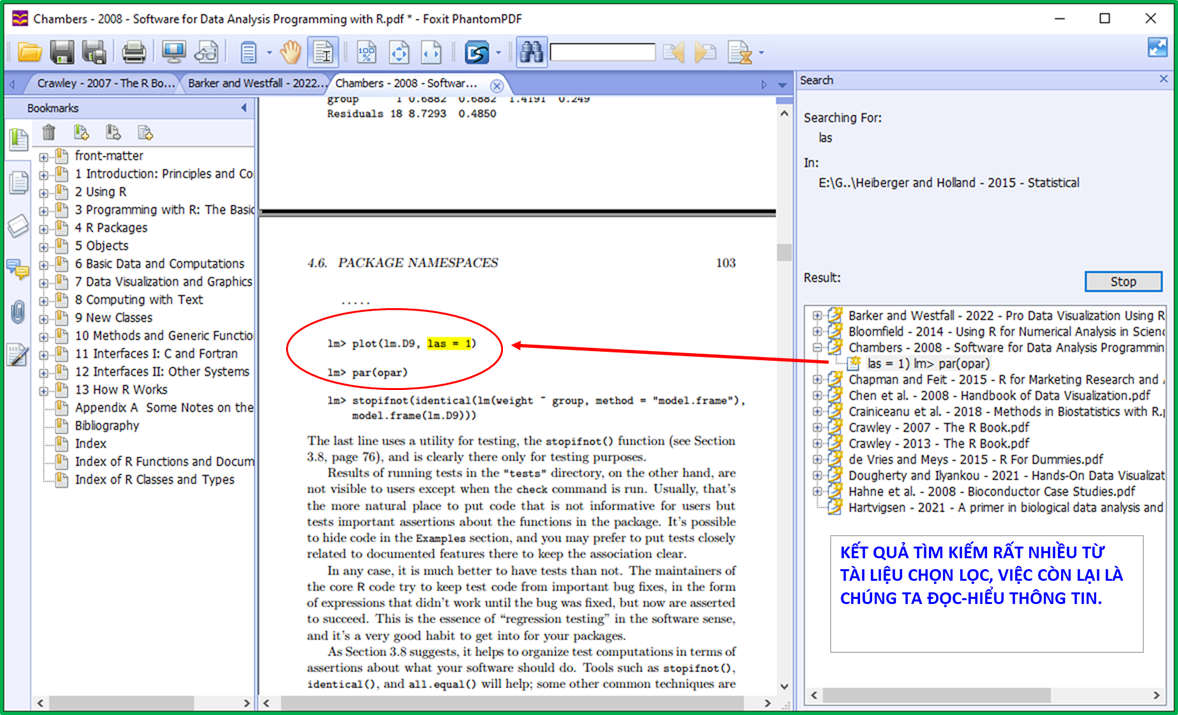 Chambers - 2008 - Software for Data Analysis Programming with R.pdf * - Foxit PhantomPDF
Crawley - 2007 - The R Bo...
Barker and Westfall - 2022...
Chambers - 2008 - Softwar...
Bookmarks
front-matter
1 Introduction: Principles and Co
2 Using R
3 Programming with R: The Basic
4 R Packages
5 Objects
6 Basic Data and Computations
7 Data Visualization and Graphics
8 Computing with Text
9 New Classes
10 Methods and Generic Functio
11 Interfaces I: C and Fortran
12 Interfaces II: Other Systems
13 How R Works
Appendix A Some Notes on the
Bibliography
Index
Index of R Functions and Docum
Index of R Classes and Types
group 1 0.6882 0.6882 1.4191 0.249
Residuals 18 8.7293 0.4850
4.6. PACKAGE NAMESPACES 103
.....
lm> plot(lm.D9, las = 1)
lm> par(opar)
lm> stopifnot(identical(lm(weight ~ group, method = "model.frame"),
model.frame(lm.D9)))
The last line uses a utility for testing, the stopifnot() function (see Section
3.8, page 76), and is clearly there only for testing purposes.
Results of running tests in the "tests" directory, on the other hand, are
not visible to users except when the check command is run. Usually, that's
the more natural place to put code that is not informative for users but
tests important assertions about the functions in the package. It's possible
to hide code in the Examples section, and you may prefer to put tests closely
related to documented features there to keep the association clear.
In any case, it is much better to have tests than not. The maintainers of
the core R code try to keep test code from important bug fixes, in the form
of expressions that didn't work until the bug was fixed, but now are asserted
to succeed. This is the essence of "regression testing" in the software sense,
and it's a very good habit to get into for your packages.
As Section 3.8 suggests, it helps to organize test computations in terms of
assertions about what your software should do. Tools such as stopifnot(),
identical(), and all.equal() will help; some other common techniques are
Search
Searching For:
las
In:
E:\G..\Heiberger and Holland - 2015 - Statistical
Result:
Stop
Barker and Westfall - 2022 - Pro Data Visualization Using R
Bloomfield - 2014 - Using R for Numerical Analysis in Scienc
Chambers - 2008 - Software for Data Analysis Programmin
las = 1) lm> par(opar)
Chapman and Feit - 2015 - R for Marketing Research and
Chen et al. - 2008 - Handbook of Data Visualization.pdf
Crainiceanu et al. - 2018 - Methods in Biostatistics with R.p
Crawley - 2007 - The R Book.pdf
Crawley - 2013 - The R Book.pdf
de Vries and Meys - 2015 - R For Dummies.pdf
Dougherty and Ilyankou - 2021 - Hands-On Data Visualizat
Hahne et al. - 2008 - Bioconductor Case Studies.pdf
Hartvigsen - 2021 - A primer in biological data analysis and
KẾT QUẢ TÌM KIẾM RẤT NHIỀU TỪ
TÀI LIỆU CHỌN LỌC, VIỆC CÒN LẠI LÀ
CHÚNG TA ĐỌC-HIỂU THÔNG TIN.